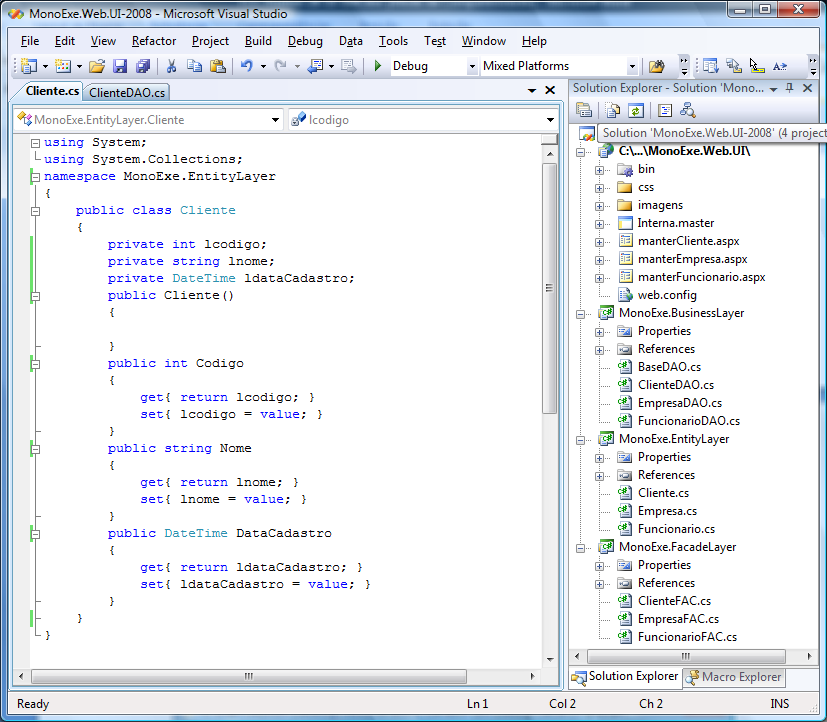 MonoExe.Web.UI-2008 - Microsoft Visual Studio
File Edit View Refactor Project Build Debug Data Tools Test Window Help
Debug Mixed Platforms
Cliente.cs ClienteDAO.cs
MonoExe.EntityLayer.Cliente lcodigo
using System;
using System.Collections;
namespace MonoExe.EntityLayer
{
public class Cliente
{
private int lcodigo;
private string lnome;
private DateTime ldataCadastro;
public Cliente()
{
}
public int Codigo
{
get{ return lcodigo; }
set{ lcodigo = value; }
}
public string Nome
{
get{ return lnome; }
set{ lnome = value; }
}
public DateTime DataCadastro
{
get{ return ldataCadastro; }
set{ ldataCadastro = value; }
}
}
}
Solution Explorer - Solution 'Mono...
Solution 'MonoExe.Web.UI-2008' (4 project
C:\...\MonoExe.Web.UI\
bin
css
imagens
Interna.master
manterCliente.aspx
manterEmpresa.aspx
manterFuncionario.aspx
web.config
MonoExe.BusinessLayer
Properties
References
BaseDAO.cs
ClienteDAO.cs
EmpresaDAO.cs
FuncionarioDAO.cs
MonoExe.EntityLayer
Properties
References
Cliente.cs
Empresa.cs
Funcionario.cs
MonoExe.FacadeLayer
Properties
References
ClienteFAC.cs
EmpresaFAC.cs
FuncionarioFAC.cs
Solution Explorer Macro Explorer
Ready Ln 1 Col 2 Ch 2 INS